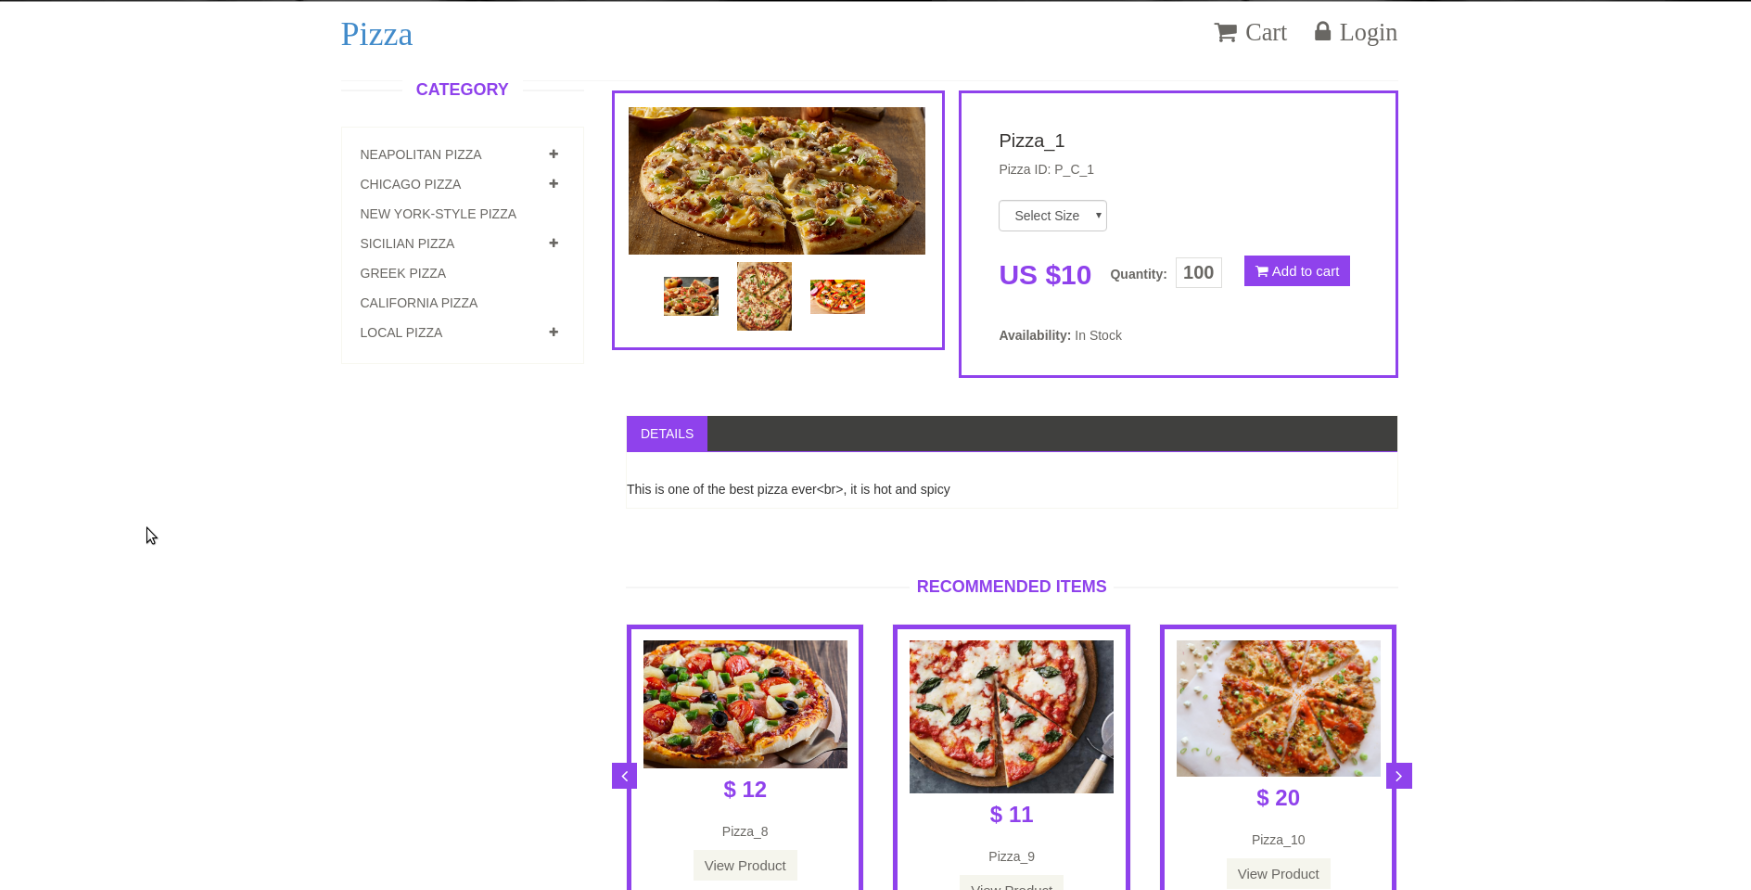 Pizza
Cart
Login
CATEGORY
NEAPOLITAN PIZZA
CHICAGO PIZZA
NEW YORK-STYLE PIZZA
SICILIAN PIZZA
GREEK PIZZA
CALIFORNIA PIZZA
LOCAL PIZZA
Pizza_1
Pizza ID: P_C_1
Select Size
US $10 Quantity: 100 Add to cart
Availability: In Stock
DETAILS
This is one of the best pizza ever<br>, it is hot and spicy
RECOMMENDED ITEMS
$ 12
Pizza_8
View Product
$ 11
Pizza_9
View Product
$ 20
Pizza_10
View Product